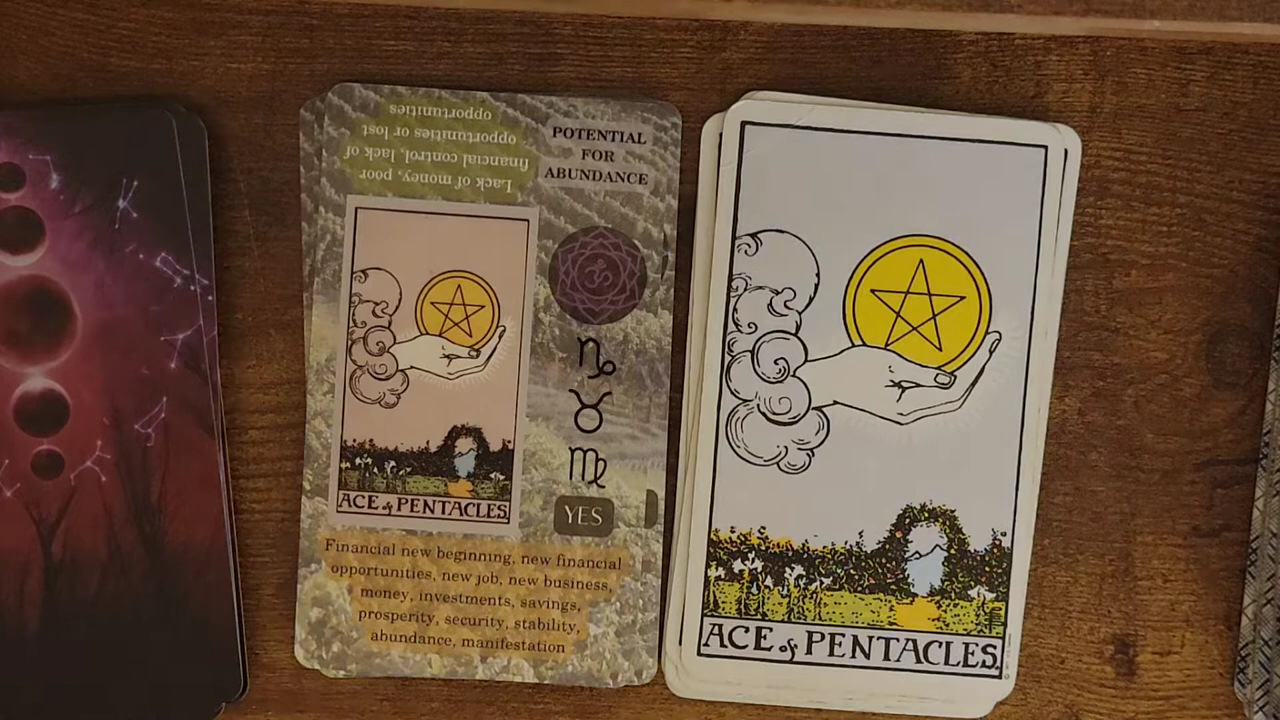 opportunities
opportunities or lost
financial control, lack of
Lack of money, poor
POTENTIAL
FOR
ABUNDANCE
ACE of PENTACLES
YES
Financial new beginning, new financial
opportunities, new job, new business,
money, investments, savings,
prosperity, security, stability,
abundance, manifestation
ACE of PENTACLES.